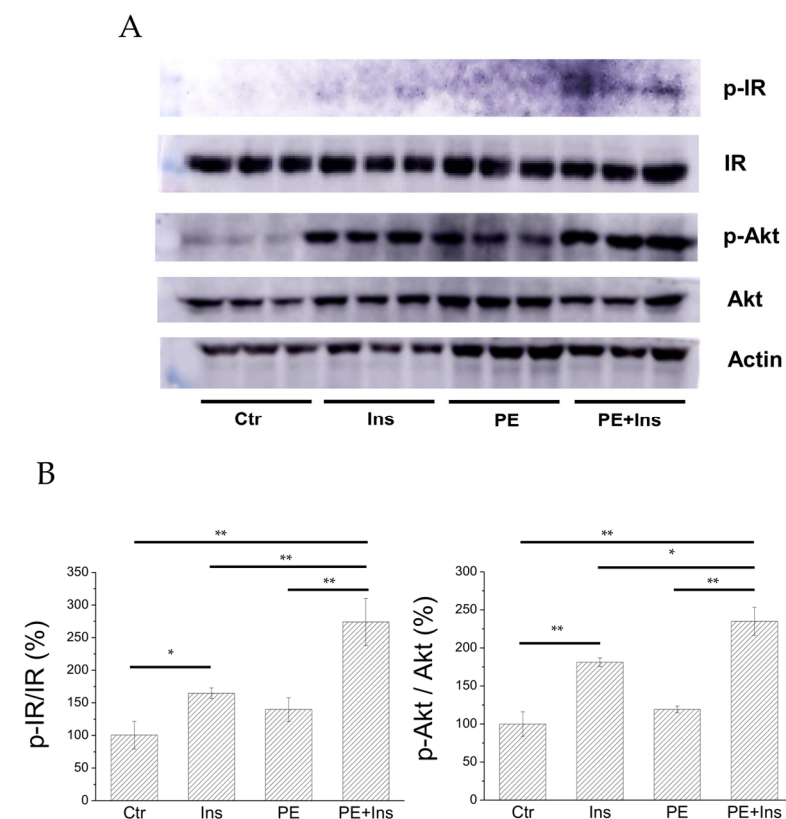 A
p-IR
IR
p-Akt
Akt
Actin
Ctr Ins PE PE+Ins
B
**
**
**
*
350
300
250
200
150
100
50
0
p-IR/IR (%)
Ctr Ins PE PE+Ins
**
*
**
**
300
250
200
150
100
50
0
p-Akt / Akt (%)
Ctr Ins PE PE+Ins